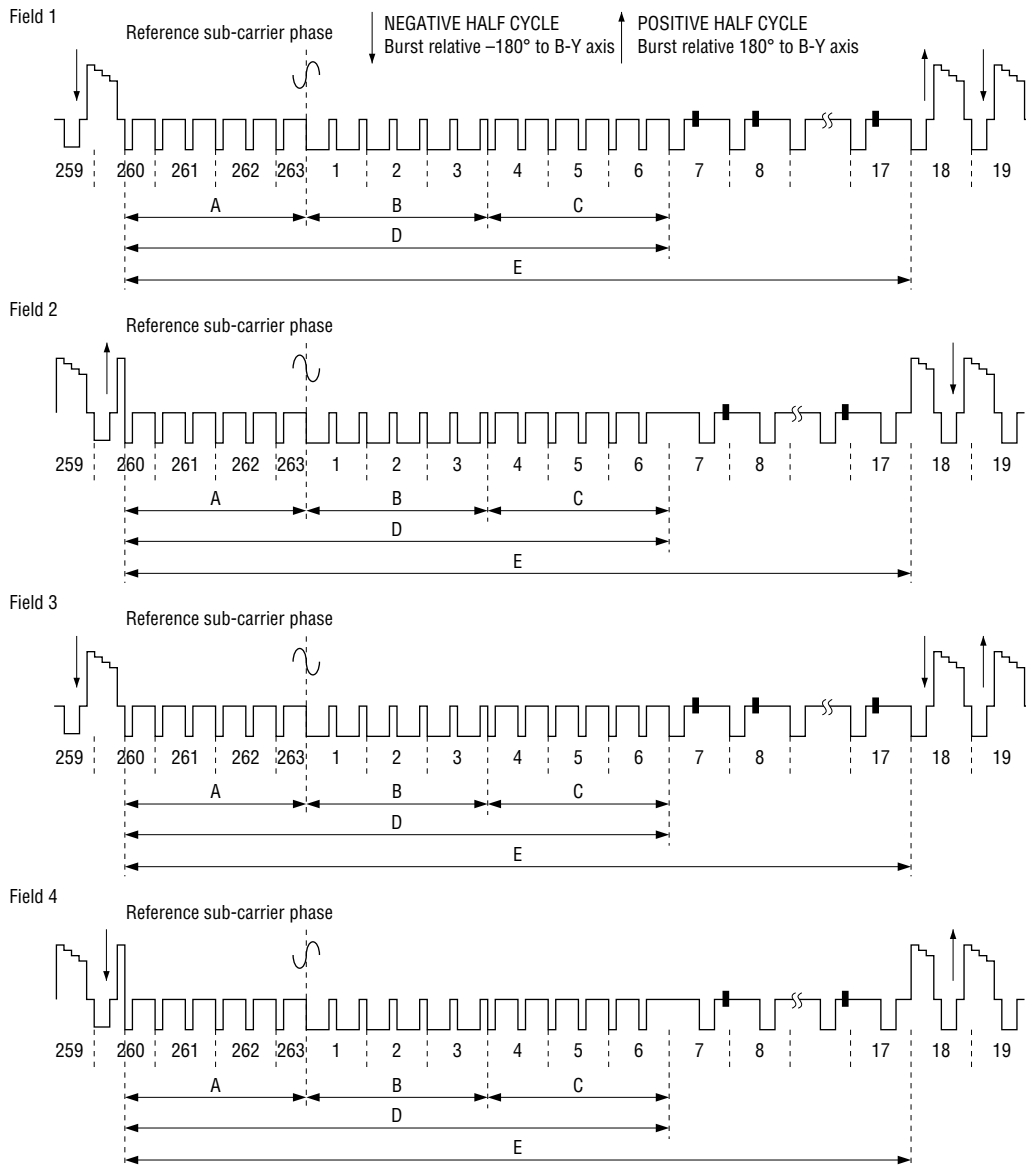 Field 1
Reference sub-carrier phase
NEGATIVE HALF CYCLE
Burst relative –180° to B-Y axis
POSITIVE HALF CYCLE
Burst relative 180° to B-Y axis
259 260 261 262 263 1 2 3 4 5 6 7 8 17 18 19
A B C
D
E
Field 2
Reference sub-carrier phase
259 260 261 262 263 1 2 3 4 5 6 7 8 17 18 19
A B C
D
E
Field 3
Reference sub-carrier phase
259 260 261 262 263 1 2 3 4 5 6 7 8 17 18 19
A B C
D
E
Field 4
Reference sub-carrier phase
259 260 261 262 263 1 2 3 4 5 6 7 8 17 18 19
A B C
D
E